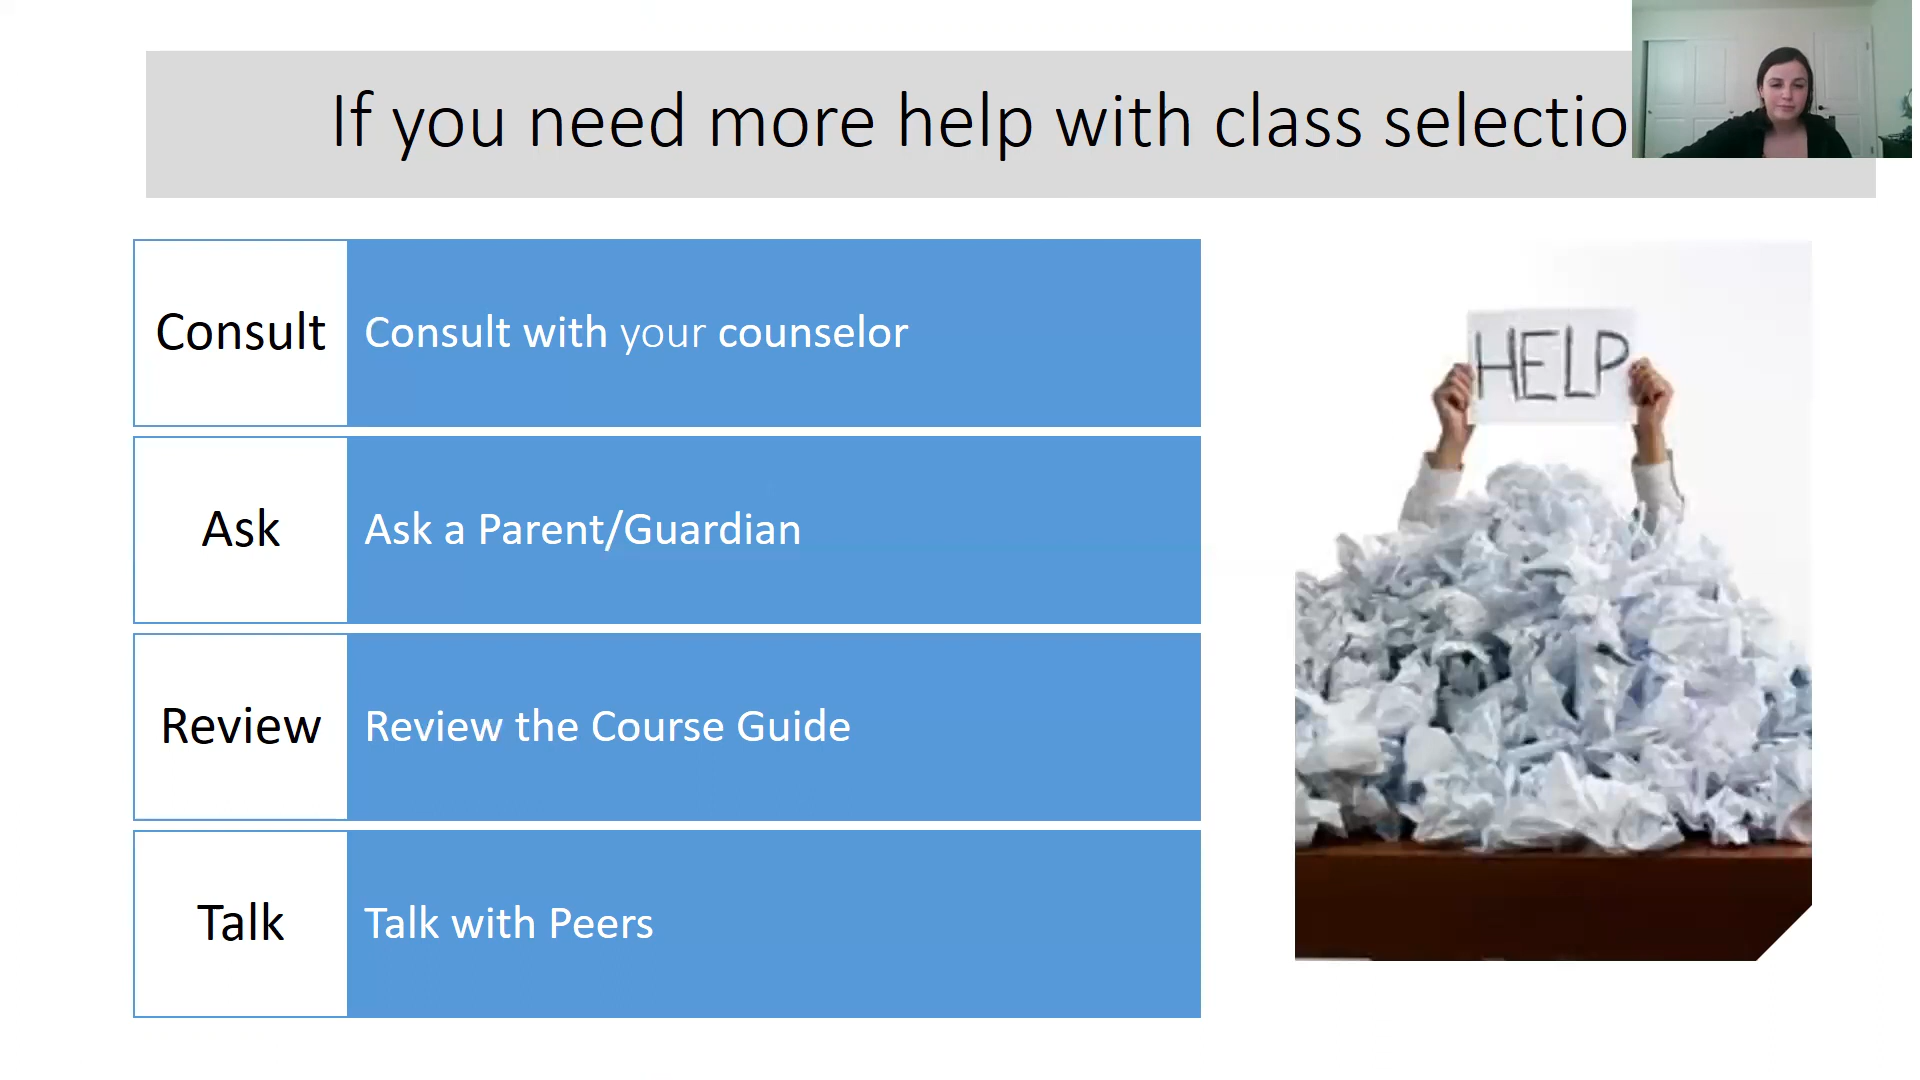 If you need more help with class selectio
Consult
Consult with your counselor
HELP
Ask
Ask a Parent/Guardian
Review
Review the Course Guide
Talk
Talk with Peers